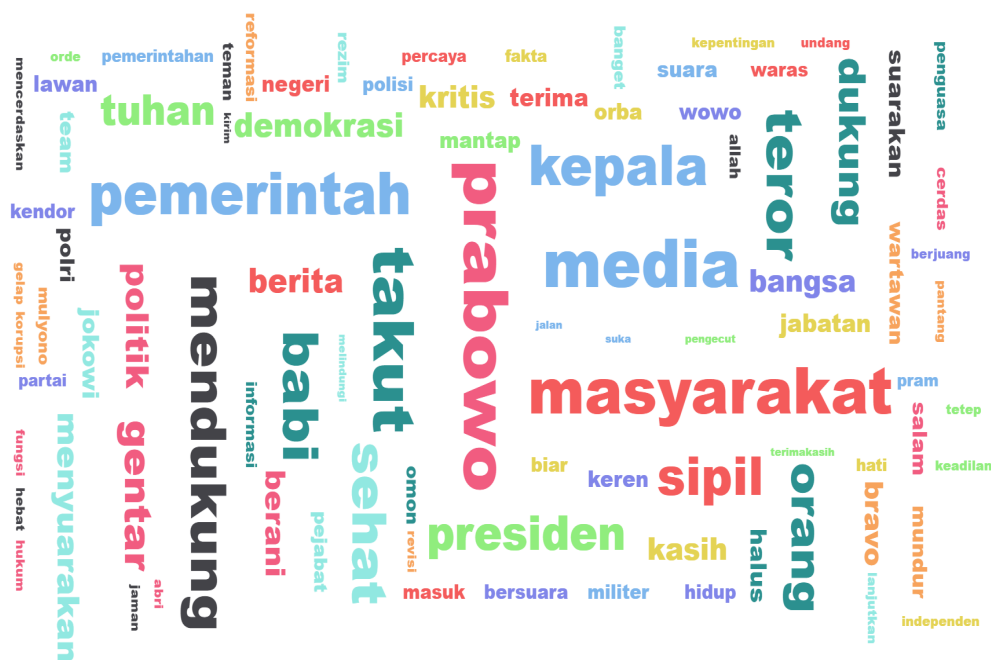 orde
pemerintahan
teman
reformasi
rezim
percaya
fakta
banget
kepentingan
undang
suarakan
penguasa
mencerdaskan
lawan
negeri
polisi
suara
waras
dukung
tuhan
kirim
demokrasi
kritis
terima
orba
wowo
team
mantap
allah
teror
pemerintah
prabowo
kepala
cerdas
kendor
polri
wartawan
berjuang
media
bangsa
gelap
korupsi
mulyono
jokowi
politik
mendukung
berita
takut
pantang
jalan
suka
pengecut
jabatan
babi
melindungi
partai
informasi
masyarakat
pram
salam
tetep
menyuarakan
gentar
fungsi
hebat
hukum
berani
sehat
omon
biar
keren
sipil
terimakasih
orang
hati
keadilan
pejabat
revisi
presiden
kasih
halus
bravo
mundur
jaman
abri
masuk
bersuara
militer
hidup
lanjutkan
independen